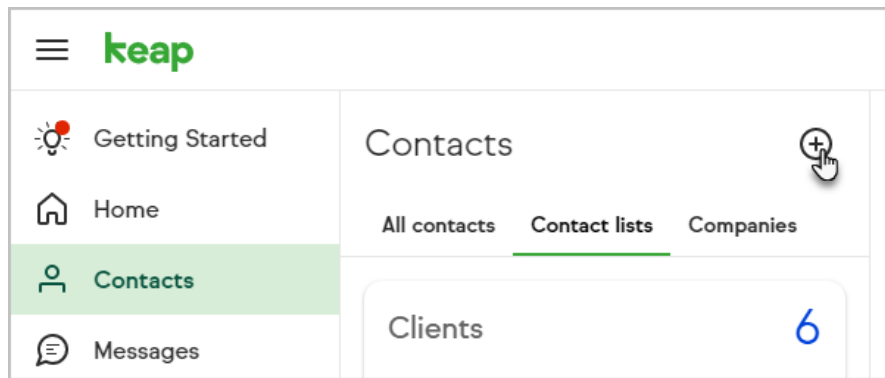 keap
Getting Started
Home
Contacts
Messages
Contacts
All contacts Contact lists Companies
Clients 6